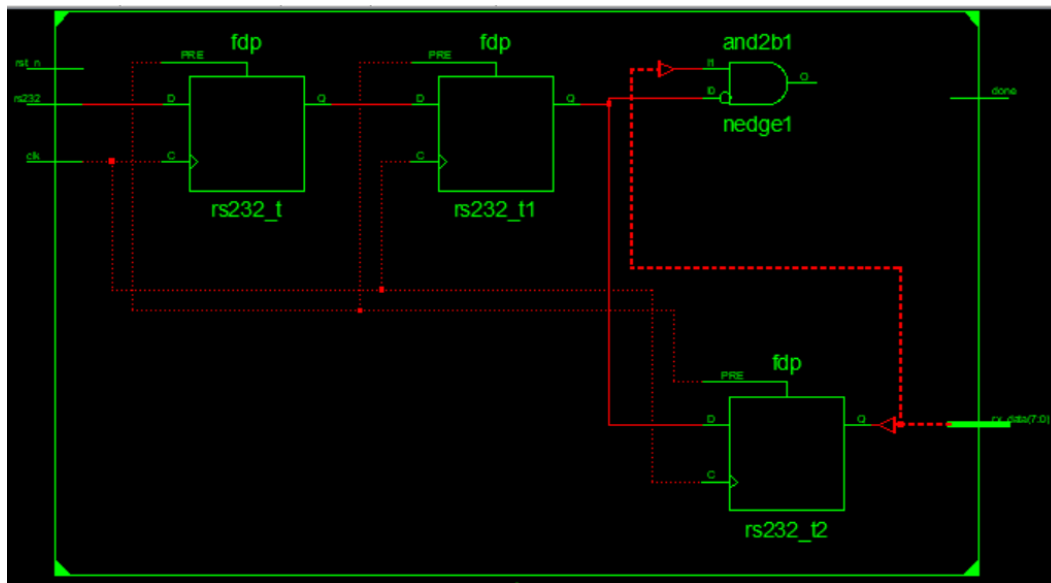 fdp fdp and2b1
rst_n PRE PRE I1 O
rs232 D Q D Q I0 done
nedge1
clk C C
rs232_t rs232_t1
fdp
PRE
D Q rx_data(7:0)
C
rs232_t2